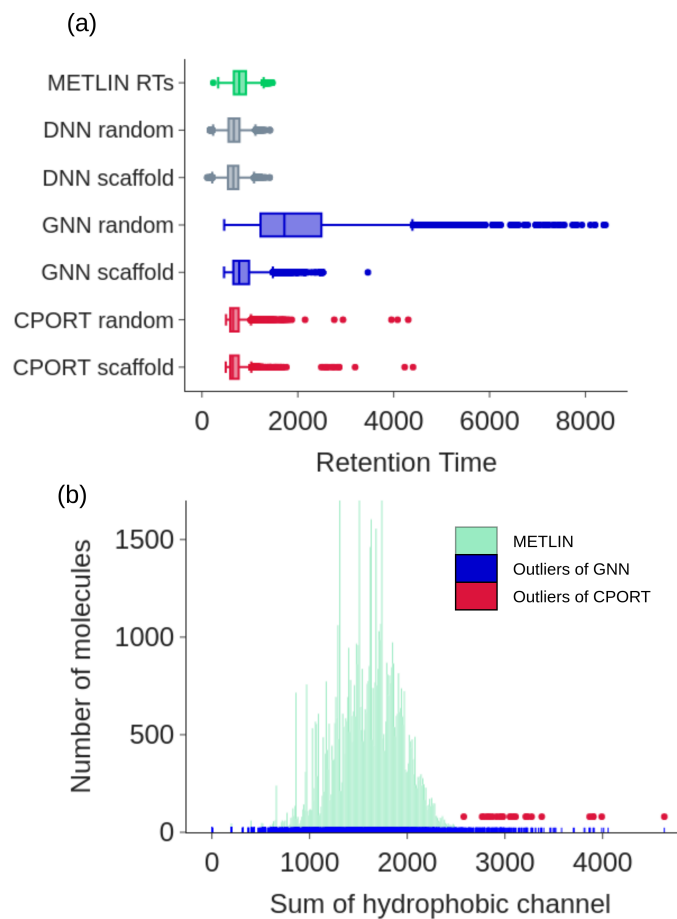 (a)
METLIN RTs
DNN random
DNN scaffold
GNN random
GNN scaffold
CPORT random
CPORT scaffold
0 2000 4000 6000 8000
Retention Time
(b)
Number of molecules
1500
1000
500
0
METLIN
Outliers of GNN
Outliers of CPORT
0 1000 2000 3000 4000
Sum of hydrophobic channel